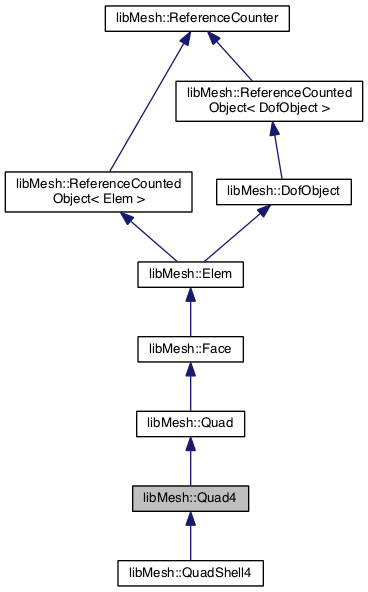 libMesh::ReferenceCounter
libMesh::ReferenceCounted
Object< DofObject >
libMesh::ReferenceCounted
Object< Elem >
libMesh::DofObject
libMesh::Elem
libMesh::Face
libMesh::Quad
libMesh::Quad4
libMesh::QuadShell4